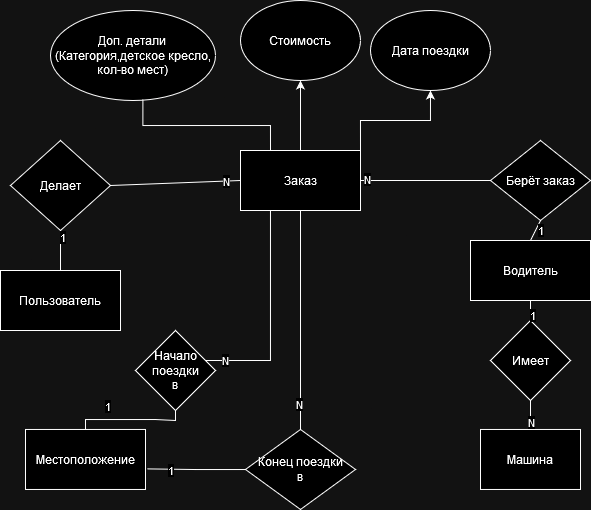 Доп. детали
(Категория,детское кресло,
кол-во мест)
Стоимость
Дата поездки
Делает
N
Заказ
N
Берёт заказ
1
1
Пользователь
Водитель
1
Начало
поездки
в
N
Имеет
1
N
N
Местоположение
1
Конец поездки
в
Машина